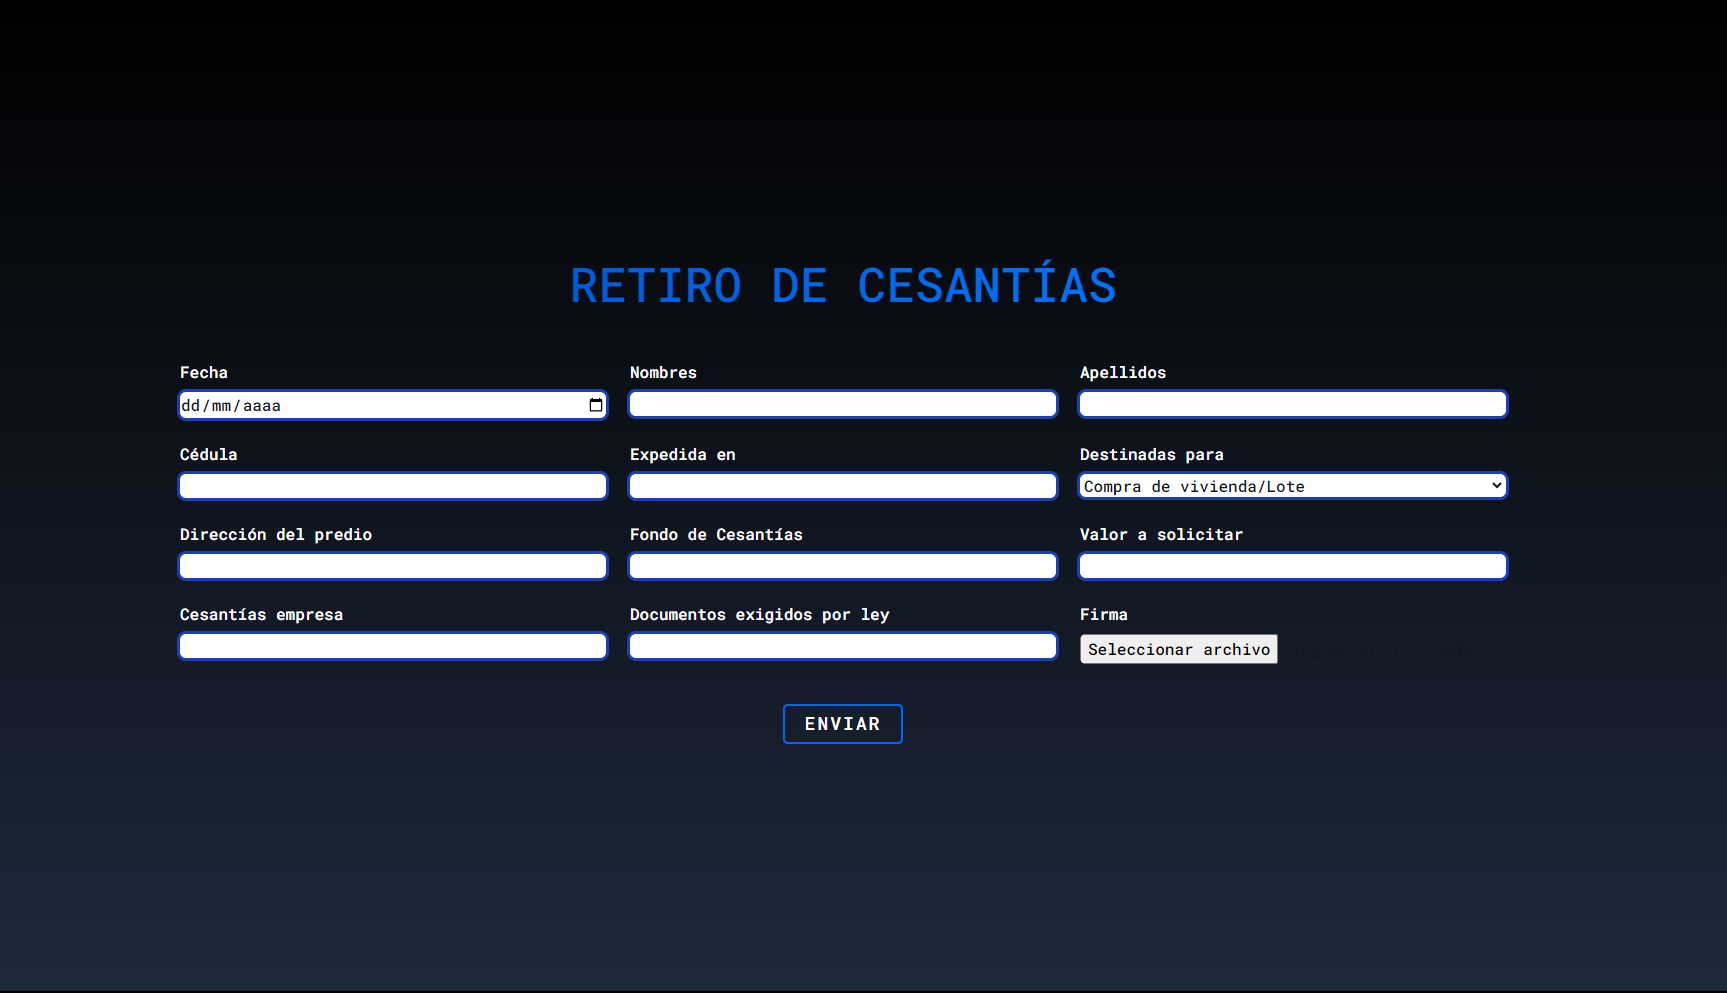 RETIRO DE CESANTÍAS
Fecha
Nombres
Apellidos
dd/mm/aaaa
Cédula
Expedida en
Destinadas para
Compra de vivienda/Lote
Dirección del predio
Fondo de Cesantías
Valor a solicitar
Cesantías empresa
Documentos exigidos por ley
Firma
Seleccionar archivo
ENVIAR